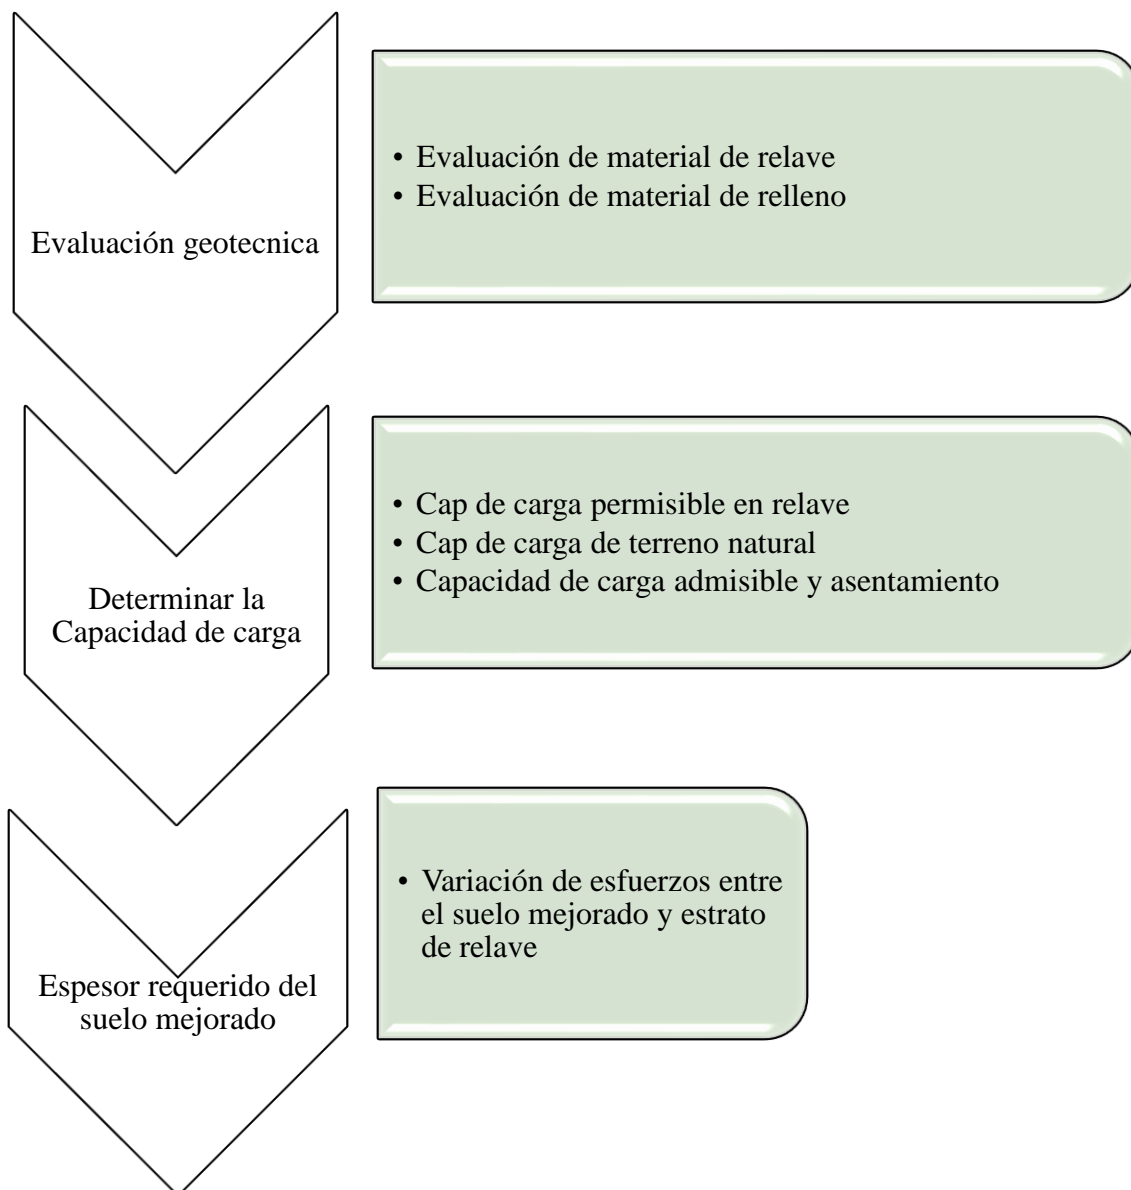 Evaluación geotecnica
• Evaluación de material de relave
• Evaluación de material de relleno
Determinar la
Capacidad de carga
• Cap de carga permisible en relave
• Cap de carga de terreno natural
• Capacidad de carga admisible y asentamiento
Espesor requerido del
suelo mejorado
• Variación de esfuerzos entre
el suelo mejorado y estrato
de relave